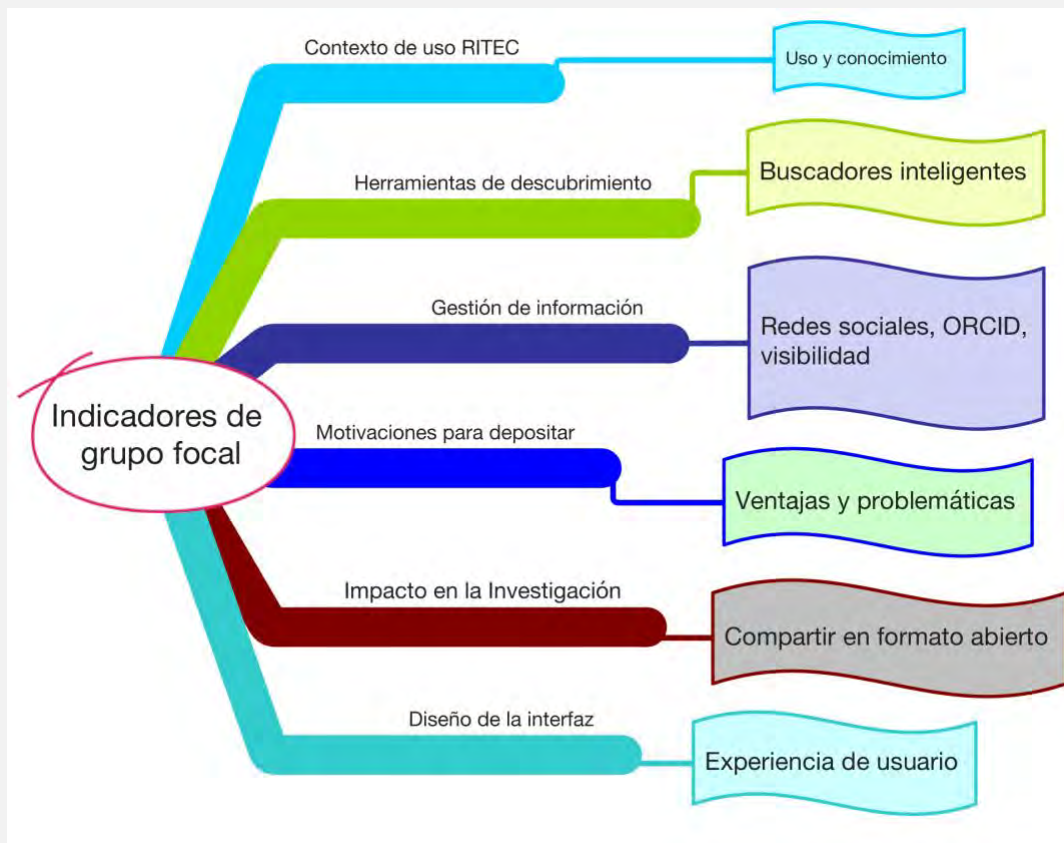 Contexto de uso RITEC
Uso y conocimiento
Herramientas de descubrimiento
Buscadores inteligentes
Gestión de información
Redes sociales, ORCID,
visibilidad
Indicadores de
grupo focal
Motivaciones para depositar
Ventajas y problemáticas
Impacto en la Investigación
Compartir en formato abierto
Diseño de la interfaz
Experiencia de usuario